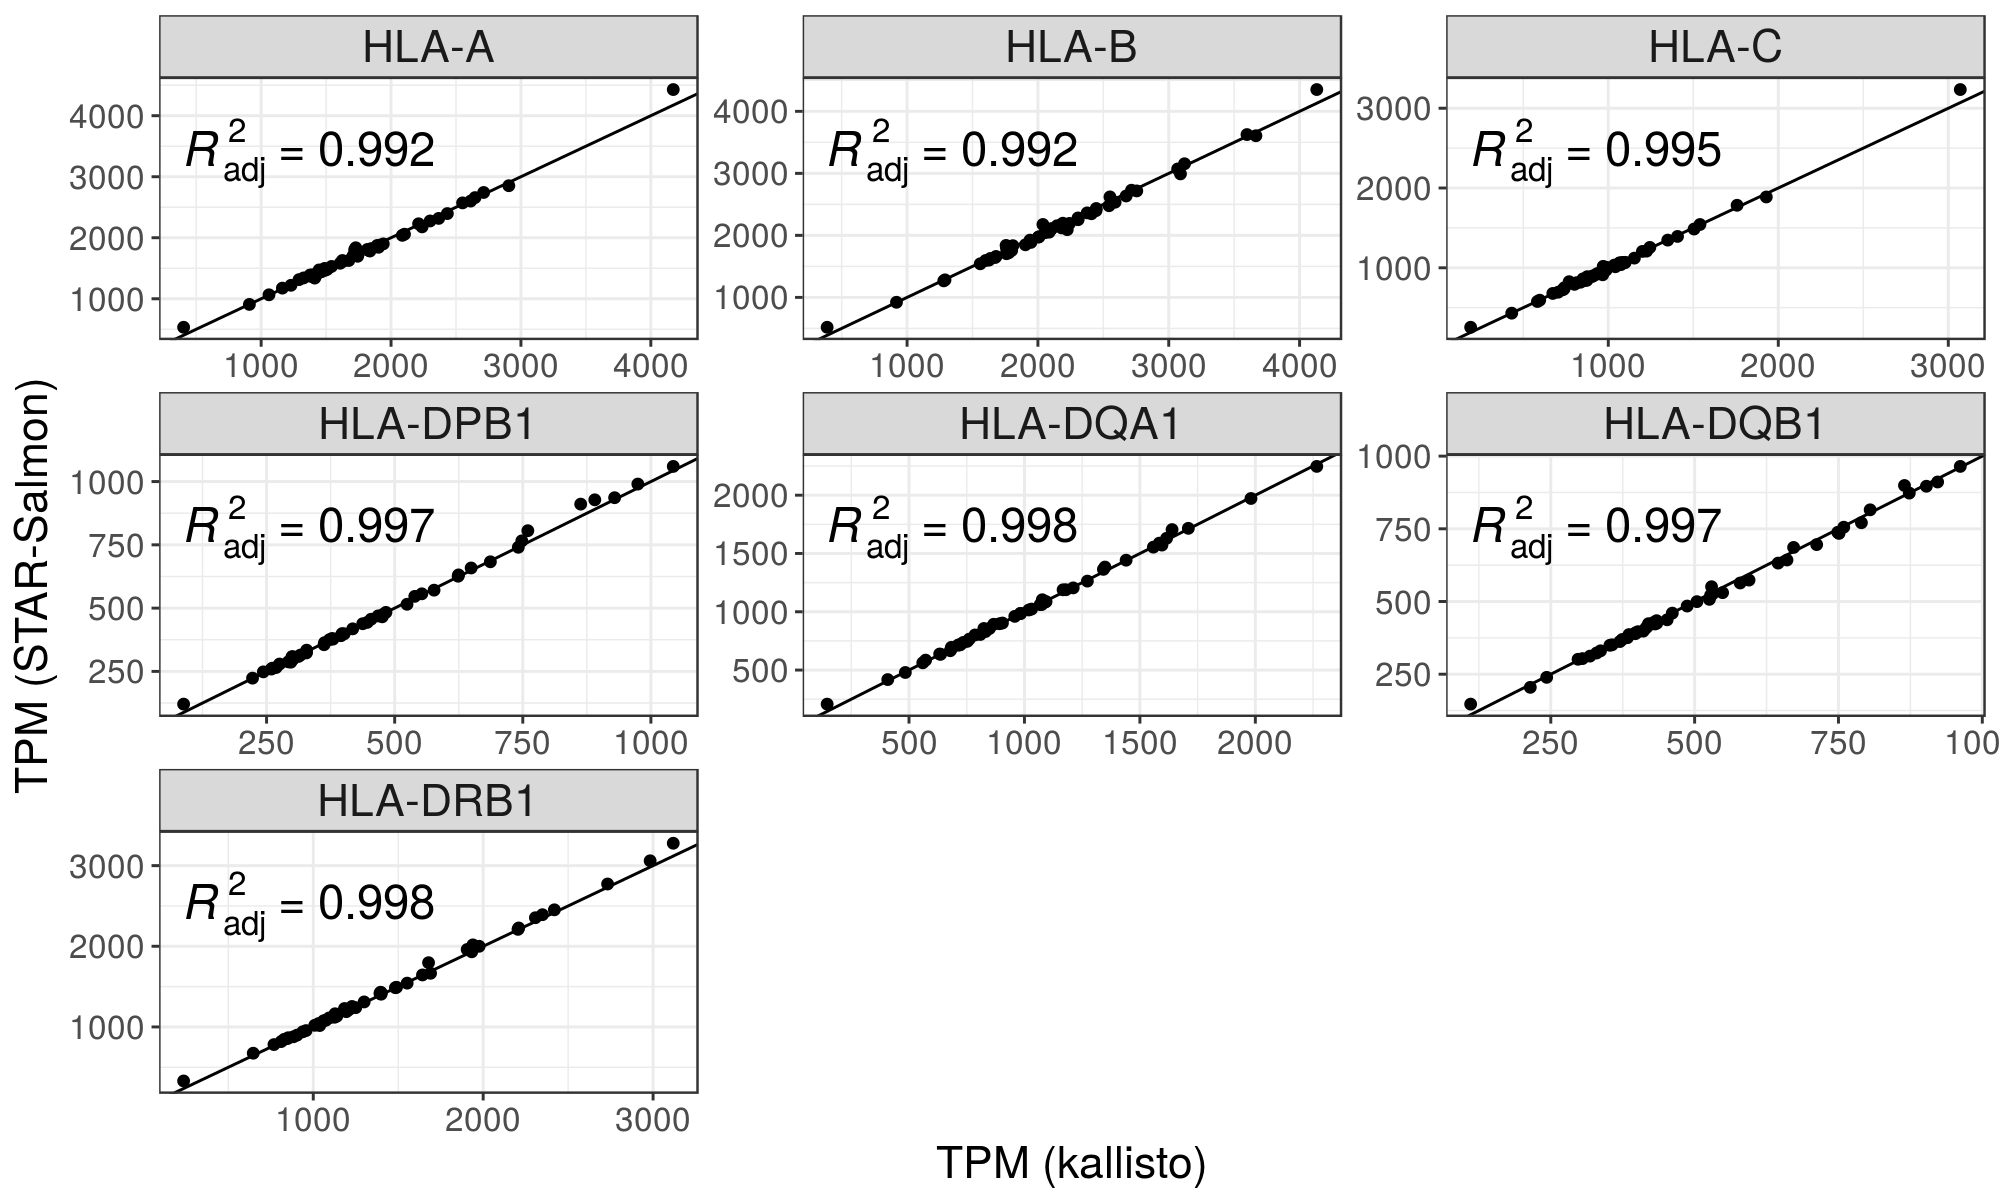 HLA-A
HLA-B
HLA-C
R²adj = 0.992
R²adj = 0.992
R²adj = 0.995
4000
3000
2000
1000
4000
3000
2000
1000
3000
2000
1000
1000 2000 3000 4000
1000 2000 3000 4000
1000 2000 3000
HLA-DPB1
HLA-DQA1
HLA-DQB1
R²adj = 0.997
R²adj = 0.998
R²adj = 0.997
1000
750
500
250
2000
1500
1000
500
1000
750
500
250
250 500 750 1000
500 1000 1500 2000
250 500 750 100
HLA-DRB1
R²adj = 0.998
3000
2000
1000
1000 2000 3000
TPM (STAR-Salmon)
TPM (kallisto)